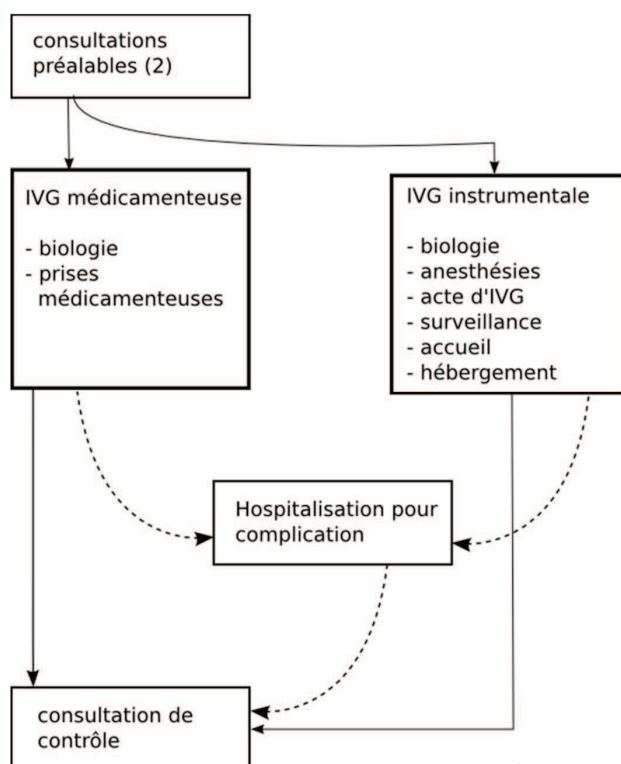 consultations
préalables (2)
IVG médicamenteuse
- biologie
- prises
médicamenteuses
IVG instrumentale
- biologie
- anesthésies
- acte d'IVG
- surveillance
- accueil
- hébergement
Hospitalisation pour
complication
consultation de
contrôle